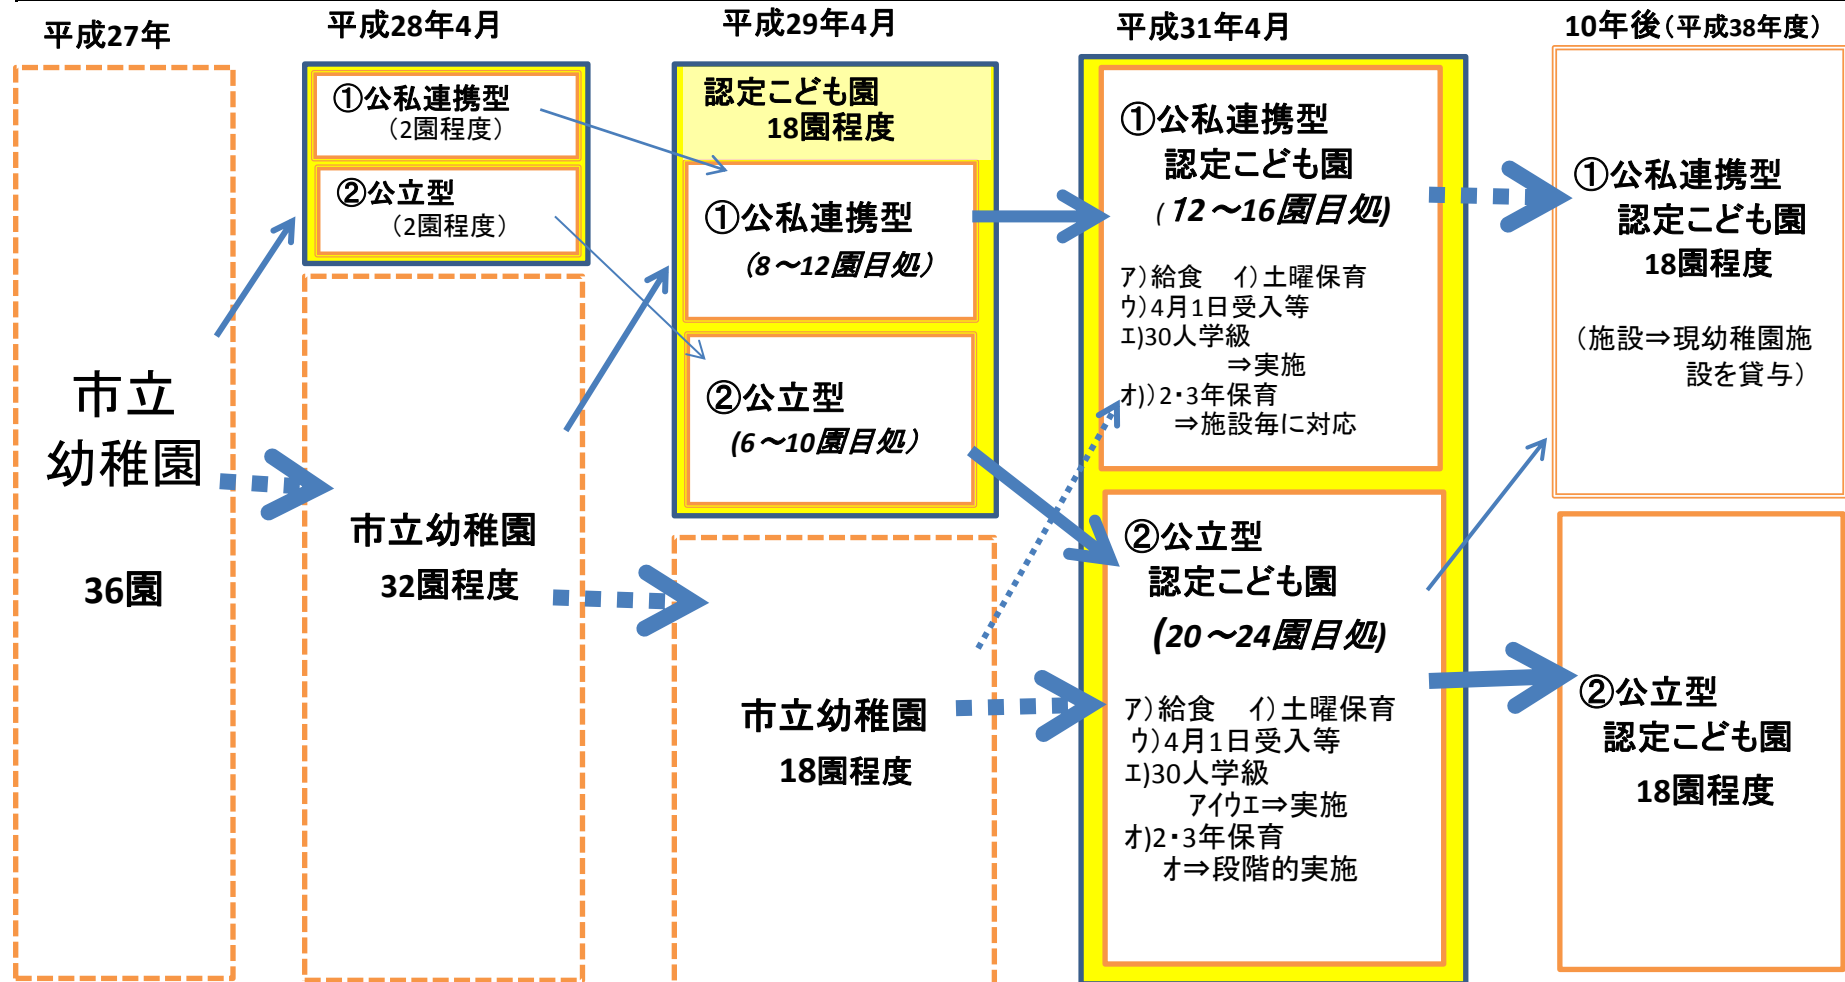 平成27年
市立
幼稚園
36園
平成28年4月
①公私連携型
（2園程度）
②公立型
（2園程度）
市立幼稚園
32園程度
平成29年4月
認定こども園
18園程度
①公私連携型
（8～12園目処）
②公立型
(6～10園目処）
市立幼稚園
18園程度
平成31年4月
①公私連携型
認定こども園
( 12～16園目処)
ア）給食　イ）土曜保育
ウ）4月1日受入等
エ)30人学級
⇒実施
オ)）2・3年保育
⇒施設毎に対応
②公立型
認定こども園
(20～24園目処)
ア）給食　イ）土曜保育
ウ）4月1日受入等
エ)30人学級
アイウエ⇒実施
オ)2・3年保育
オ⇒段階的実施
10年後（平成38年度）
①公私連携型
認定こども園
18園程度
（施設⇒現幼稚園施
設を貸与）
②公立型
認定こども園
18園程度